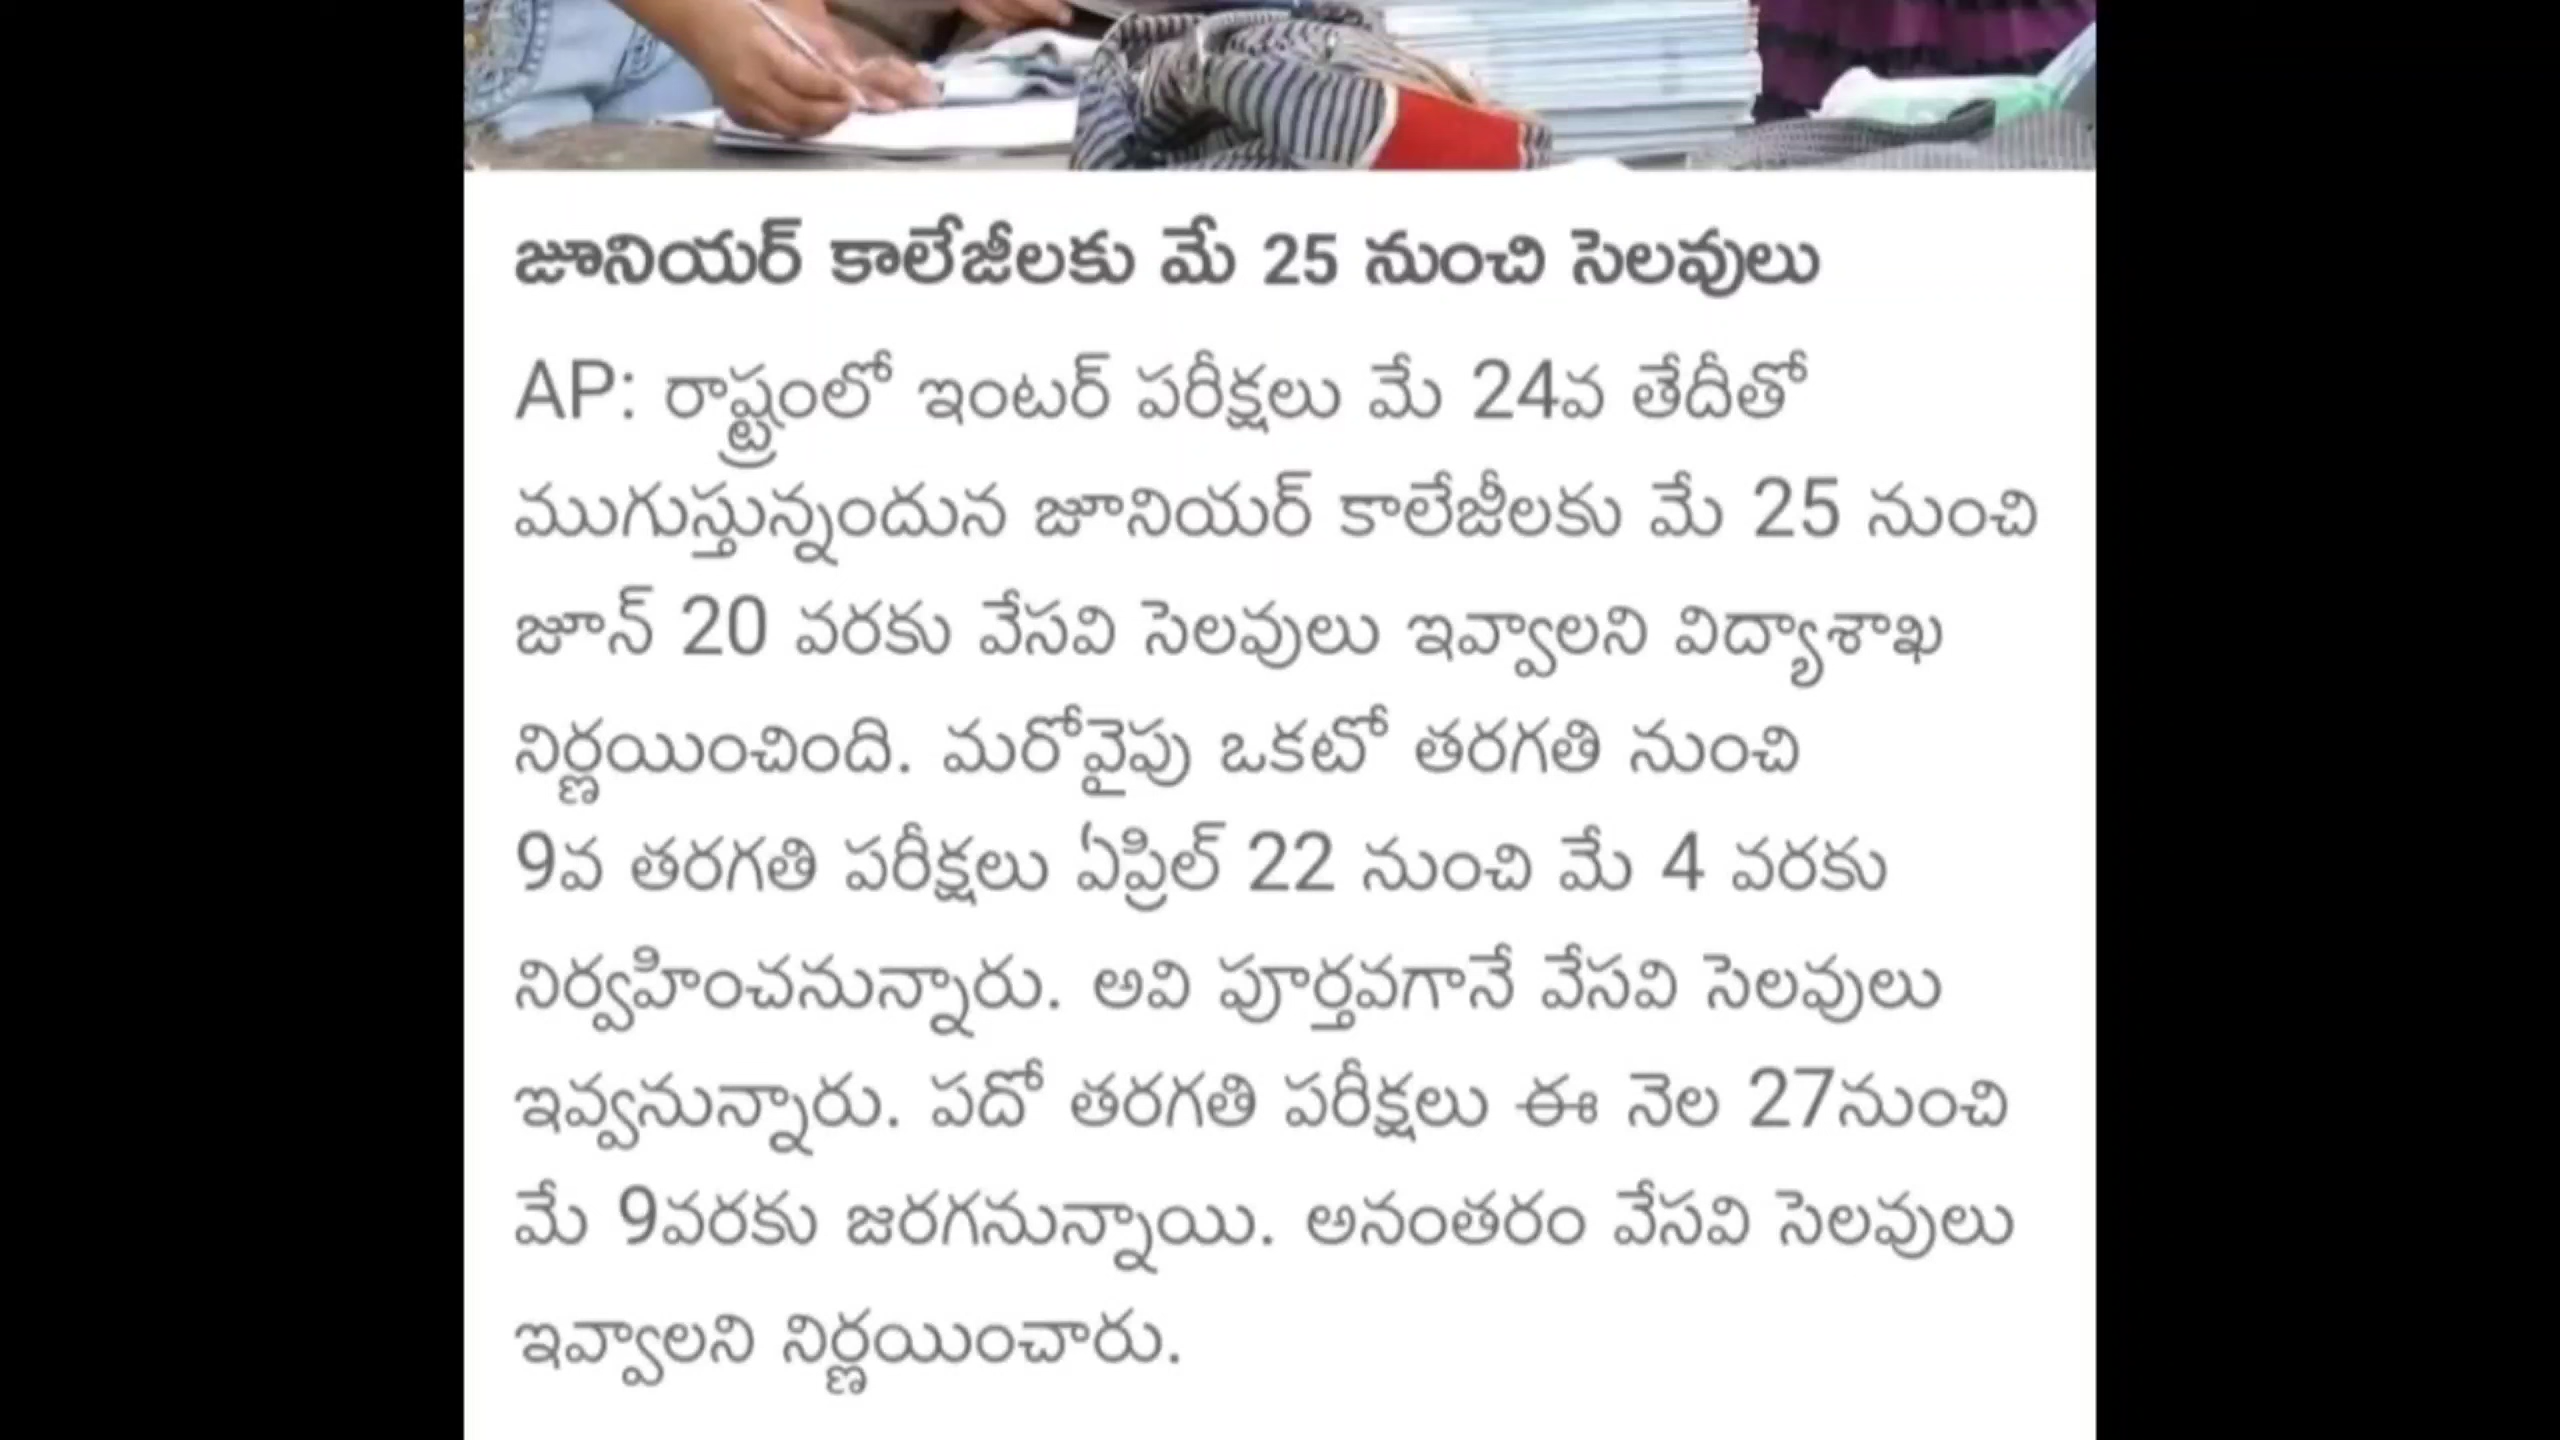 జూనియర్ కాలేజీలకు మే 25 నుంచి సెలవులు
AP: రాష్ట్రంలో ఇంటర్ పరీక్షలు మే 24వ తేదీతో
ముగుస్తున్నందున జూనియర్ కాలేజీలకు మే 25 నుంచి
జూన్ 20 వరకు వేసవి సెలవులు ఇవ్వాలని విద్యాశాఖ
నిర్ణయించింది. మరోవైపు ఒకటో తరగతి నుంచి
9వ తరగతి పరీక్షలు ఏప్రిల్ 22 నుంచి మే 4 వరకు
నిర్వహించనున్నారు. అవి పూర్తవగానే వేసవి సెలవులు
ఇవ్వనున్నారు. పదో తరగతి పరీక్షలు ఈ నెల 27నుంచి
మే 9వరకు జరగనున్నాయి. అనంతరం వేసవి సెలవులు
ఇవ్వాలని నిర్ణయించారు.